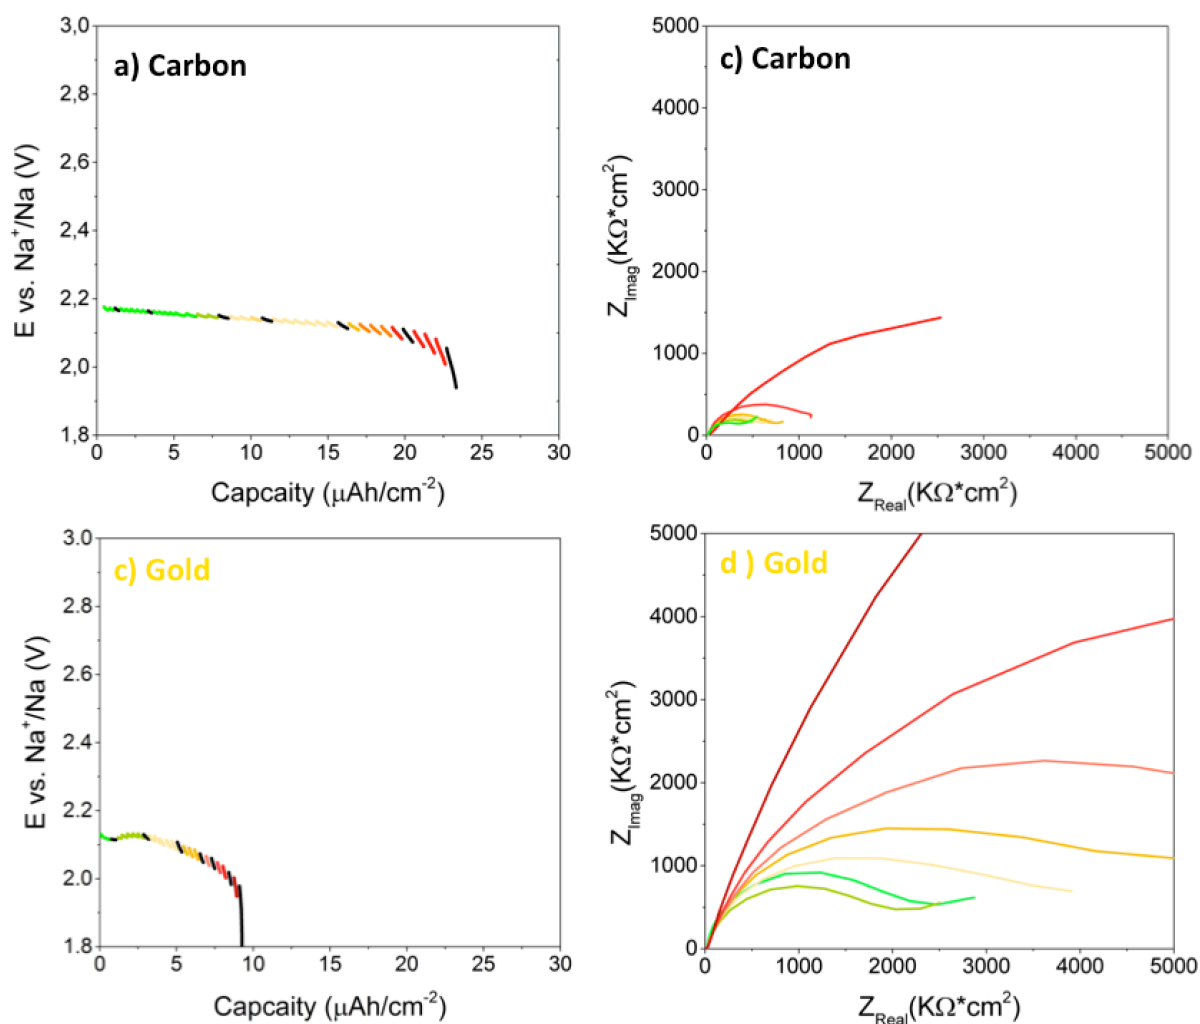 a) Carbon
3,0
2,8
2,6
2,4
2,2
2,0
1,8
E vs. Na⁺/Na (V)
0 5 10 15 20 25 30
Capcaity (μAh/cm⁻²)
c) Carbon
5000
4000
3000
2000
1000
0
Z_Imag(KΩ*cm²)
0 1000 2000 3000 4000 5000
Z_Real(KΩ*cm²)
c) Gold
3.0
2.8
2.6
2.4
2.2
2.0
1.8
E vs. Na⁺/Na (V)
0 5 10 15 20 25 30
Capcaity (μAh/cm⁻²)
d ) Gold
5000
4000
3000
2000
1000
0
Z_Imag(KΩ*cm²)
0 1000 2000 3000 4000 5000
Z_Real(KΩ*cm²)